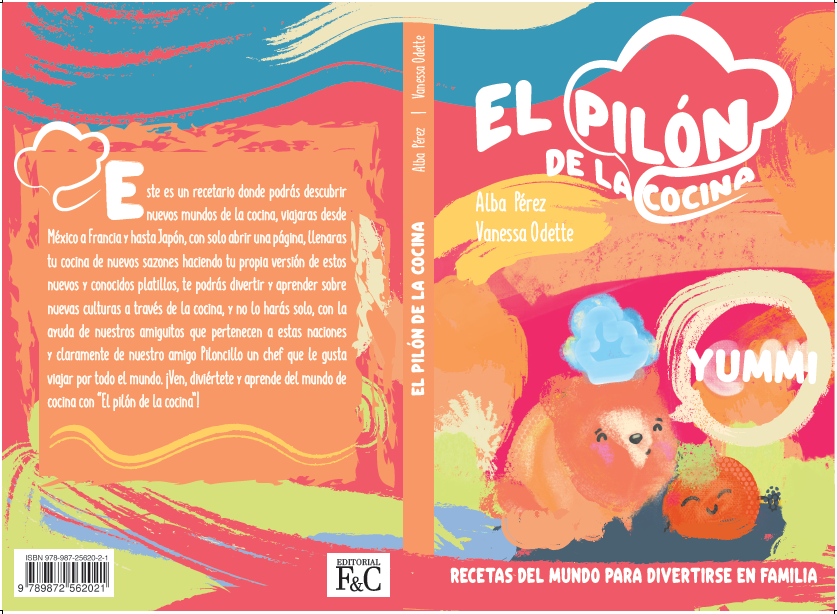 Este es un recetario donde podrás descubrir
nuevos mundos de la cocina, viajaras desde
México a Francia y hasta Japón, con solo abrir una página, llenaras
tu cocina de nuevos sazones haciendo tu propia versión de estos
nuevos y conocidos platillos, te podrás divertir y aprender sobre
nuevas culturas a través de la cocina, y no lo harás solo, con la
ayuda de nuestros amiguitos que pertenecen a estas naciones
y claramente de nuestro amigo Piloncillo un chef que le gusta
viajar por todo el mundo. ¡Ven, diviértete y aprende del mundo de
cocina con "El pilón de la cocina"!
ISBN 978-987-25620-2-1
9 789872 562021
EDITORIAL
F&C
EL PILÓN DE LA COCINA
Alba Pérez | Vanessa Odette
EL PILÓN
DE LA COCINA
Alba Pérez
Vanessa Odette
YUMMI
RECETAS DEL MUNDO PARA DIVERTIRSE EN FAMILIA